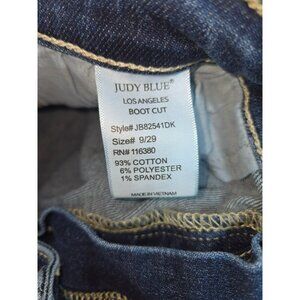 JUDY BLUE®
LOS ANGELES
BOOT CUT
Style# JB82541DK
Size# 9/29
RN# 116380
93% COTTON
6% POLYESTER
1% SPANDEX
MADE IN VIETNAM